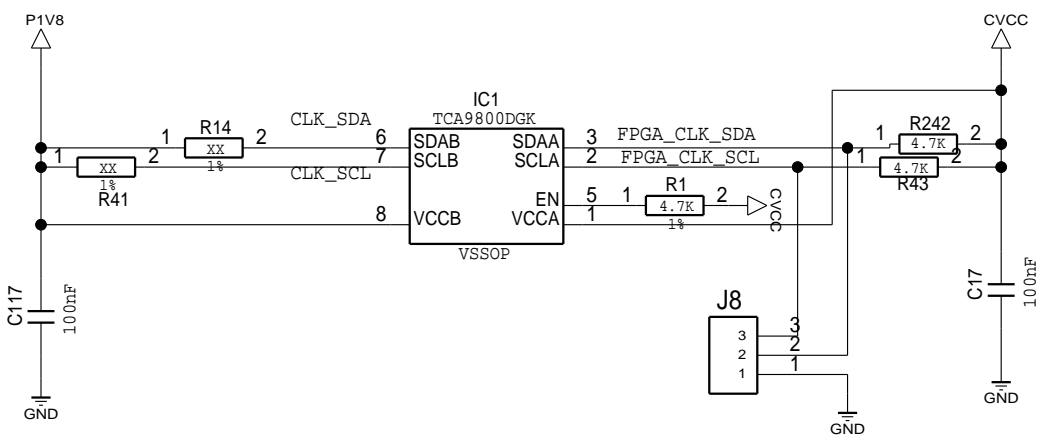 P1V8
CVCC
IC1
TCA9800DGK
CLK_SDA
1 R14 2
XX
1%
6 SDAB
SDAA 3
FPGA_CLK_SDA
1 R242 2
4.7K
1 2
XX
1%
R41
CLK_SCL
7 SCLB
SCLA 2
FPGA_CLK_SCL
1 2
4.7K
R43
EN 5
1 R1 2
4.7K
1%
CVCC
8 VCCB
VCCA 1
VSSOP
C117
100nF
C17
100nF
J8
3 3
2 2
1 1
GND
GND
GND